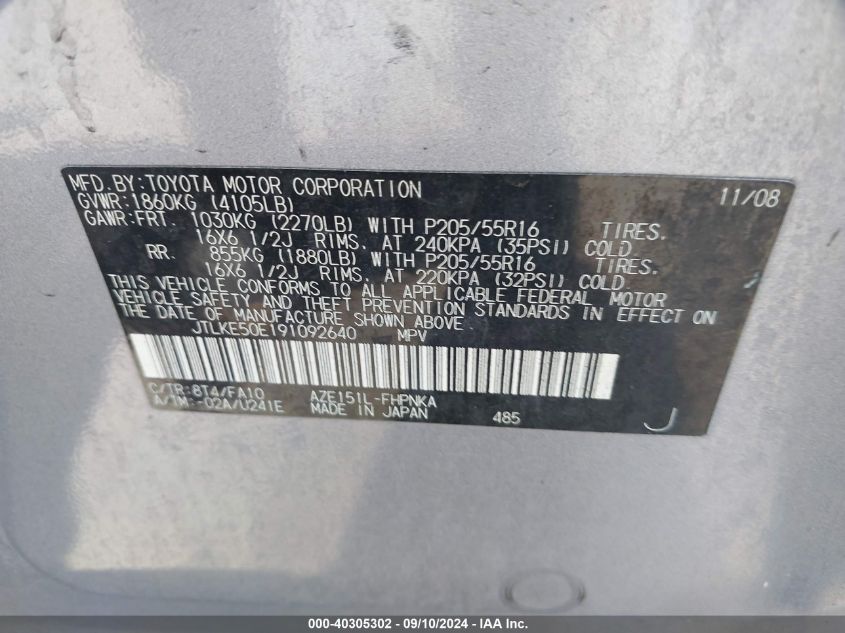 MFD. BY: TOYOTA MOTOR CORPORATION 11/08
GVWR: 1860KG (4105LB)
GAWR: FRT. 1030KG (2270LB) WITH P205/55R16 TIRES.
16X6 1/2J RIMS. AT 240KPA (35PSI) COLD
RR. 855KG (1880LB) WITH P205/55R16 TIRES.
16X6 1/2J RIMS. AT 220KPA (32PSI) COLD.
THIS VEHICLE CONFORMS TO ALL APPLICABLE FEDERAL MOTOR
VEHICLE SAFETY AND THEFT PREVENTION STANDARDS IN EFFECT ON
THE DATE OF MANUFACTURE SHOWN ABOVE.
JTLKE50E191092640 MPV
C/TR: 8T4/FA10 AZE151L-FHPNKA
A/TM: -02A/U241E MADE IN JAPAN 485 J
000-40305302 - 09/10/2024 - IAA Inc.